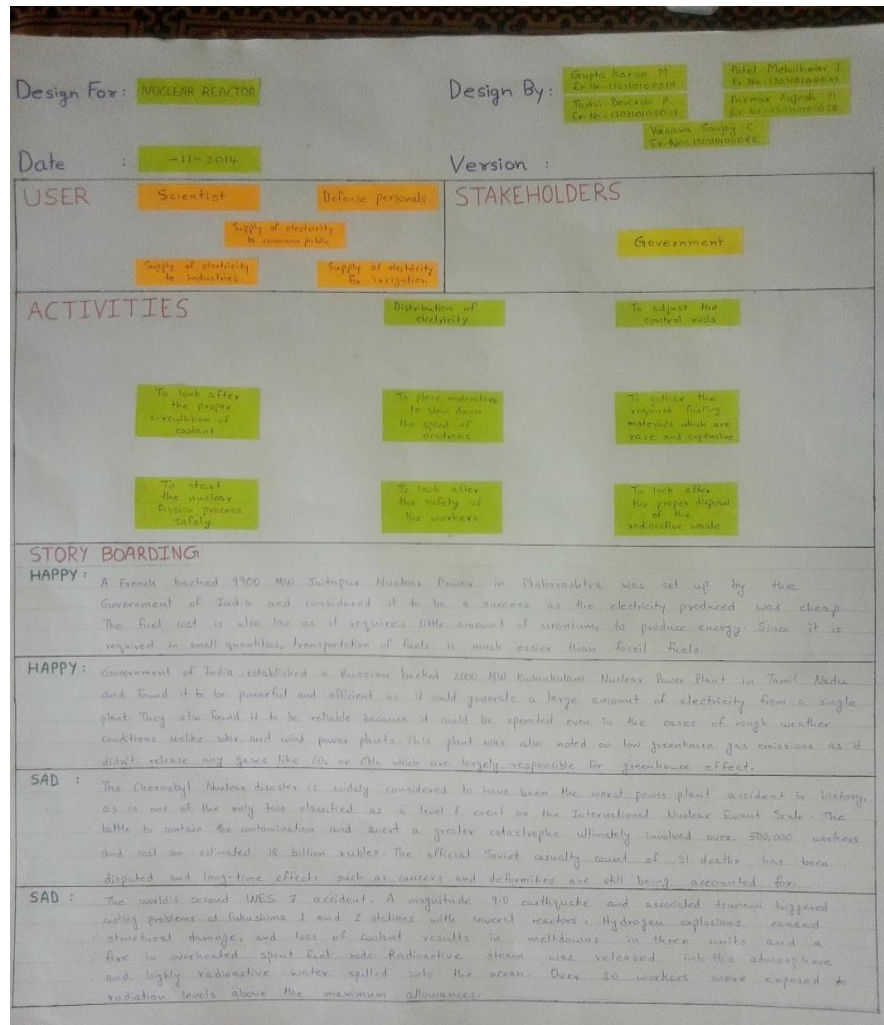 Design For: NUCLEAR REACTOR
Design By:
Gupta Karan M.
Patel Mehulkumar J.
Tadvi P.
Parmar Rajesh M.
Vasava Sanjay C.
Date : -11-2014
Version :
USER
Scientist
Defense personals
Supply of electricity
to common public
Supply of electricity
to industries
Supply of electricity
for irrigation
STAKEHOLDERS
Government
ACTIVITIES
Distribution of
electricity
To adjust the
control rods
To look after
the proper
circulation of
coolant
To place moderators
to slow down
the speed of
neutrons
To gather the
required fueling
materials which are
rare and expensive
To start
the nuclear
fission process
safely
To look after
the safety of
the workers
To look after
the proper disposal
of the
radioactive waste
STORY BOARDING
HAPPY : A French backed 9900 MW Jaitapur Nuclear Power in Maharashtra was set up by the
Government of India and considered it to be a success as the electricity produced was cheap.
The fuel cost is also low as it requires little amount of uranium, to produce energy. Since it is
required in small quantities, transportation of fuels is much easier than fossil fuels.
HAPPY : Government of India established a Russian backed 2000 MW Kudankulam Nuclear Power Plant in Tamil Nadu
and found it to be powerful and efficient as it could generate a large amount of electricity from a single
plant. They also found it to be reliable because it could be operated even in the cases of rough weather
conditions unlike solar and wind power plants. This plant was also noted on low greenhouse gas emissions as it
didn't release any gases like CO₂ or CH₄ which are largely responsible for greenhouse effect.
SAD : The Chernobyl Nuclear disaster is widely considered to have been the worst power plant accident in history,
as is one of the only two classified as a level 7 event on the International Nuclear Event Scale. The
battle to contain the contamination and avert a greater catastrophe ultimately involved over 500,000 workers
and cost an estimated 18 billion rubles. The official Soviet casualty count of 31 deaths has been
disputed and long-time effects such as cancers and deformities are still being accounted for.
SAD : The world's second INES 7 accident. A magnitude 9.0 earthquake and associated tsunami triggered
cooling problems at Fukushima 1 and 2 stations with several reactors. Hydrogen explosions caused
structural damage, and loss of coolant results in meltdowns in three units and a
fire in overheated spent fuel rods. Radioactive steam was released into the atmosphere
and highly radioactive water spilled into the ocean. Over 30 workers were exposed to
radiation levels above the maximum allowances.